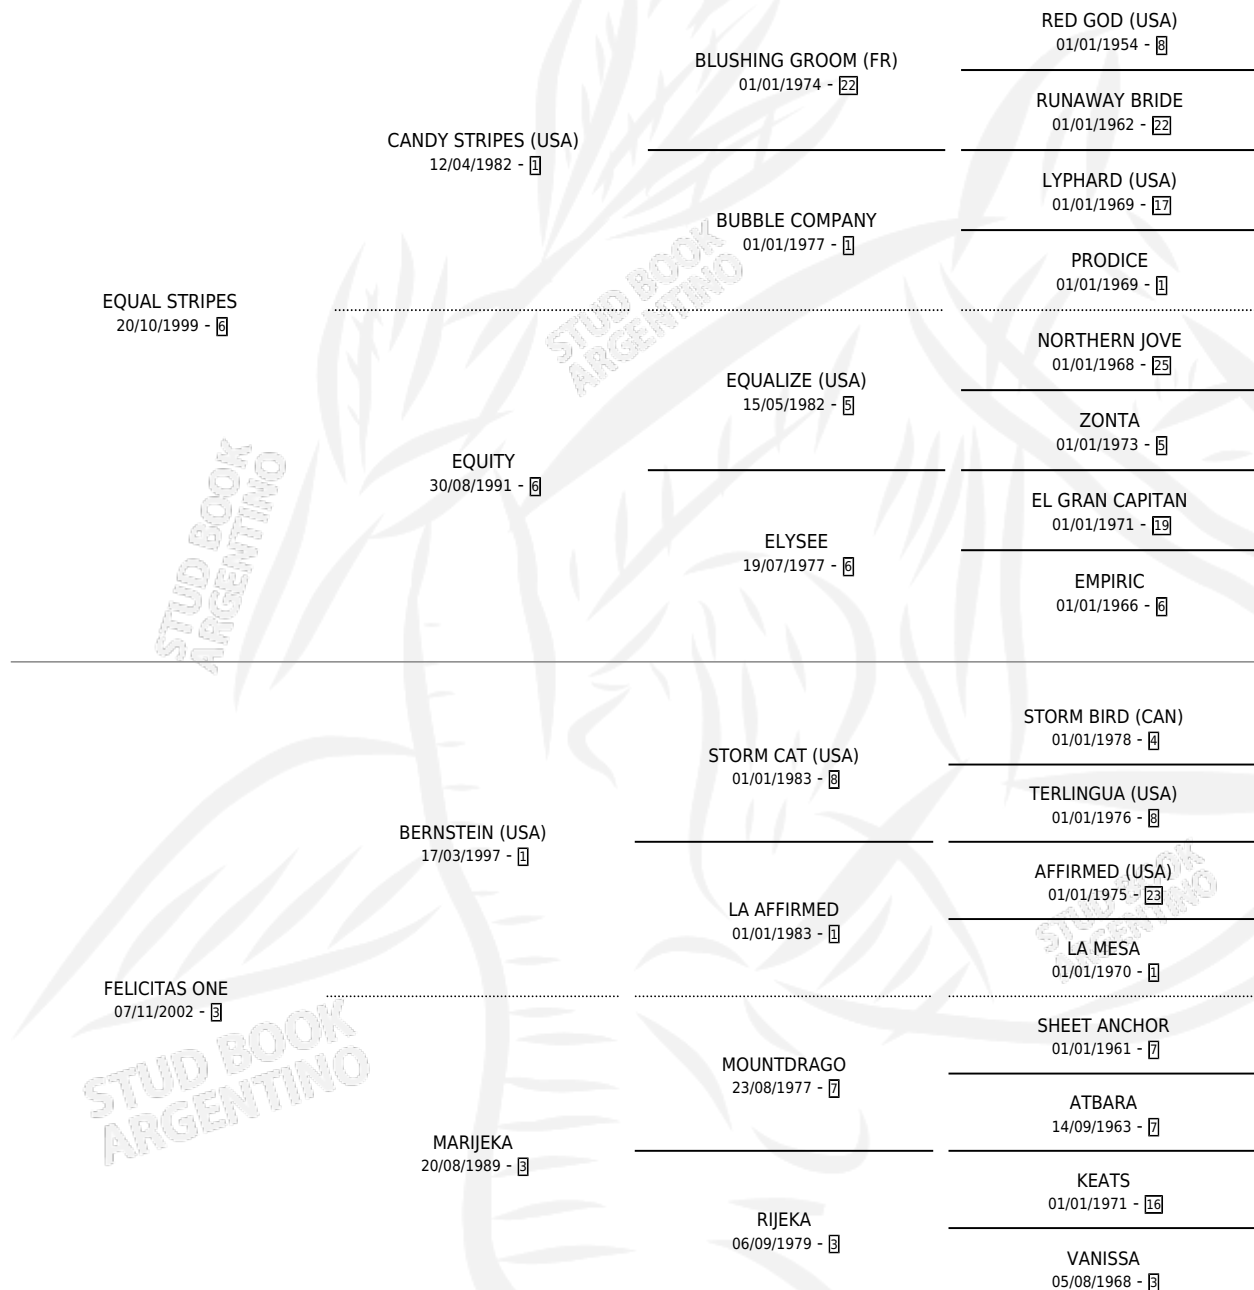 RED GOD (USA)
01/01/1954 - 8
BLUSHING GROOM (FR)
01/01/1974 - 22
RUNAWAY BRIDE
01/01/1962 - 22
CANDY STRIPES (USA)
12/04/1982 - 1
LYPHARD (USA)
01/01/1969 - 17
BUBBLE COMPANY
01/01/1977 - 1
PRODICE
01/01/1969 - 1
EQUAL STRIPES
20/10/1999 - 6
STUD BOOK
ARGENTINO
NORTHERN JOVE
01/01/1968 - 25
EQUALIZE (USA)
15/05/1982 - 5
ZONTA
01/01/1973 - 5
EQUITY
30/08/1991 - 6
EL GRAN CAPITAN
01/01/1971 - 19
ELYSEE
19/07/1977 - 6
EMPIRIC
01/01/1966 - 6
STUD BOOK
ARGENTINO
STORM BIRD (CAN)
01/01/1978 - 4
STORM CAT (USA)
01/01/1983 - 8
TERLINGUA (USA)
01/01/1976 - 8
BERNSTEIN (USA)
17/03/1997 - 1
AFFIRMED (USA)
01/01/1975 - 23
LA AFFIRMED
01/01/1983 - 1
STUD BOOK
ARGENTINO
LA MESA
01/01/1970 - 1
FELICITAS ONE
07/11/2002 - 3
STUD BOOK
ARGENTINO
SHEET ANCHOR
01/01/1961 - 7
MOUNTDRAGO
23/08/1977 - 7
ATBARA
14/09/1963 - 7
MARIJEKA
20/08/1989 - 3
KEATS
01/01/1971 - 16
RIJEKA
06/09/1979 - 3
VANISSA
05/08/1968 - 3